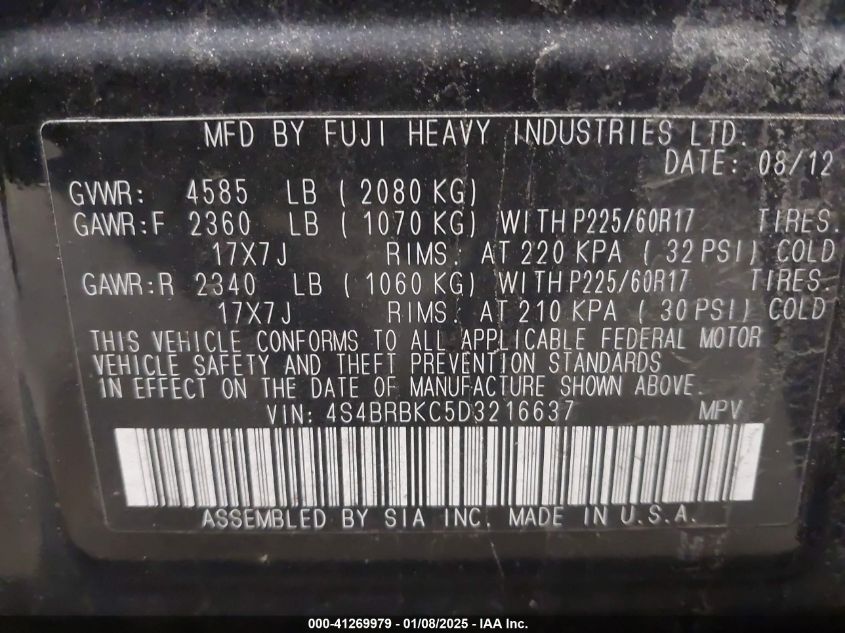 MFD BY FUJI HEAVY INDUSTRIES LTD.
DATE: 08/12
GVWR: 4585 LB ( 2080 KG)
GAWR:F 2360 LB ( 1070 KG) WITH P225/60R17 TIRES.
17X7J RIMS. AT 220 KPA ( 32 PSI) COLD
GAWR:R 2340 LB ( 1060 KG) WITH P225/60R17 TIRES.
17X7J RIMS. AT 210 KPA ( 30 PSI) COLD
THIS VEHICLE CONFORMS TO ALL APPLICABLE FEDERAL MOTOR
VEHICLE SAFETY AND THEFT PREVENTION STANDARDS
IN EFFECT ON THE DATE OF MANUFACTURE SHOWN ABOVE.
VIN: 4S4BRBKC5D3216637 MPV
ASSEMBLED BY SIA INC. MADE IN U.S.A.
000-41269979 - 01/08/2025 - IAA Inc.